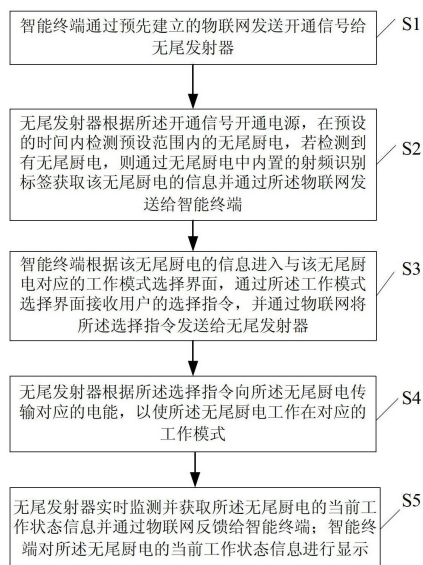 智能终端通过预先建立的物联网发送开通信号给
无尾发射器
S1
无尾发射器根据所述开通信号开通电源，在预设
的时间内检测预设范围内的无尾厨电，若检测到
有无尾厨电，则通过无尾厨电中内置的射频识别
标签获取该无尾厨电的信息并通过所述物联网发
送给智能终端
S2
智能终端根据该无尾厨电的信息进入与该无尾厨
电对应的工作模式选择界面，通过所述工作模式
选择界面接收用户的选择指令，并通过物联网将
所述选择指令发送给无尾发射器
S3
无尾发射器根据所述选择指令向所述无尾厨电传
输对应的电能，以使所述无尾厨电工作在对应的
工作模式
S4
无尾发射器实时监测并获取所述无尾厨电的当前工
作状态信息并通过物联网反馈给智能终端；智能终
端对所述无尾厨电的当前工作状态信息进行显示
S5